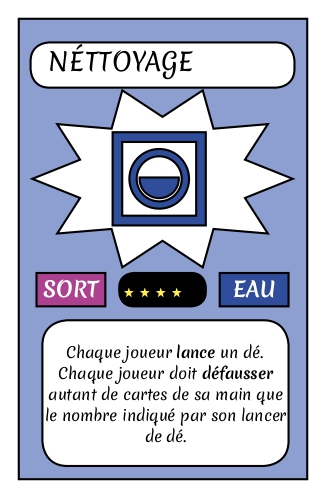 NÉTTOYAGE
SORT
EAU
Chaque joueur lance un dé.
Chaque joueur doit défausser
autant de cartes de sa main que
le nombre indiqué par son lancer
de dé.